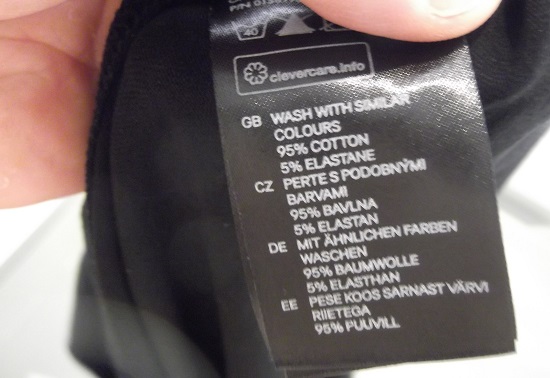 40
clevercare.info
GB WASH WITH SIMILAR
COLOURS
95% COTTON
5% ELASTANE
CZ PERTE S PODOBNÝMI
BARVAMI
95% BAVLNA
5% ELASTAN
DE MIT ÄHNLICHEN FARBEN
WASCHEN
95% BAUMWOLLE
5% ELASTHAN
EE PESE KOOS SARNAST VÄRVI
RIIETEGA
95% PUUVILL